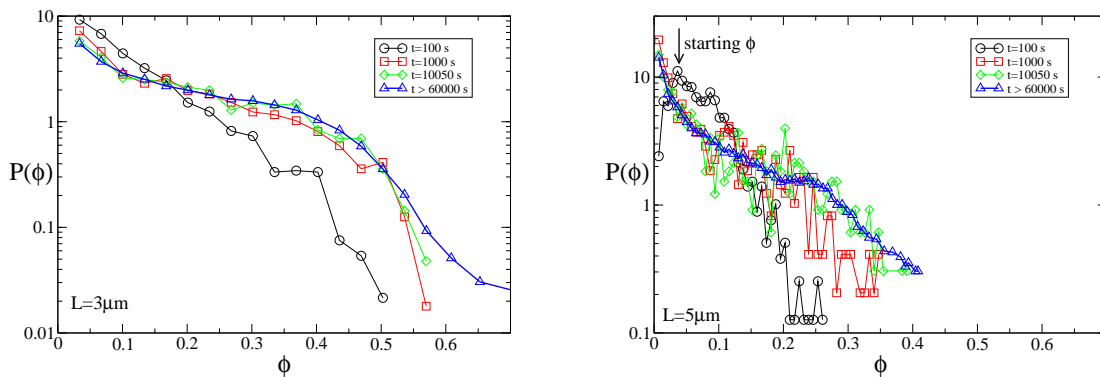 10
1
0.1
0.01
P(ϕ)
0 0.1 0.2 0.3 0.4 0.5 0.6
ϕ
L=3μm
t=100 s
t=1000 s
t=10050 s
t > 60000 s
10
1
0.1
P(ϕ)
0 0.1 0.2 0.3 0.4 0.5 0.6
ϕ
L=5μm
starting ϕ
t=100 s
t=1000 s
t=10050 s
t > 60000 s